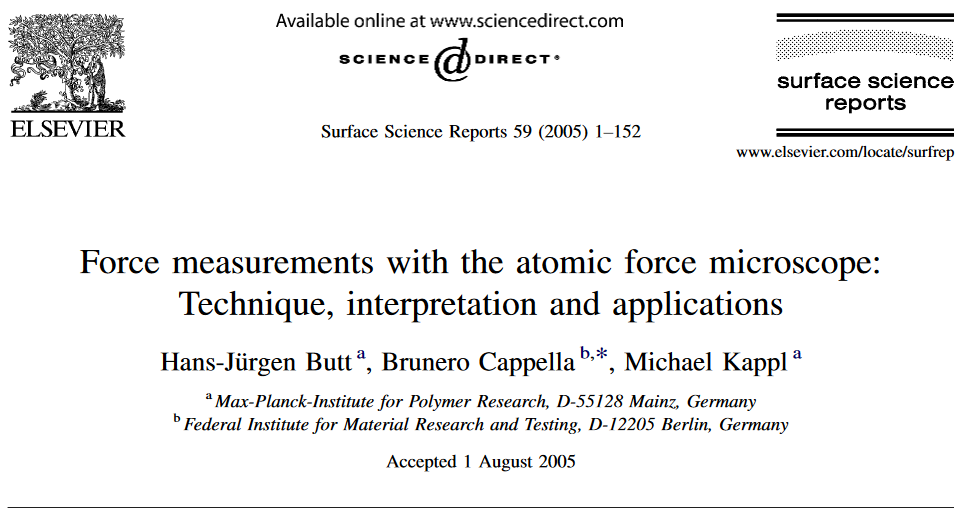 Available online at www.sciencedirect.com
SCIENCE DIRECT®
ELSEVIER
Surface Science Reports 59 (2005) 1–152
surface science
reports
www.elsevier.com/locate/surfrep
Force measurements with the atomic force microscope:
Technique, interpretation and applications
Hans-Jürgen Butt a, Brunero Cappella b,*, Michael Kappl a
a Max-Planck-Institute for Polymer Research, D-55128 Mainz, Germany
b Federal Institute for Material Research and Testing, D-12205 Berlin, Germany
Accepted 1 August 2005